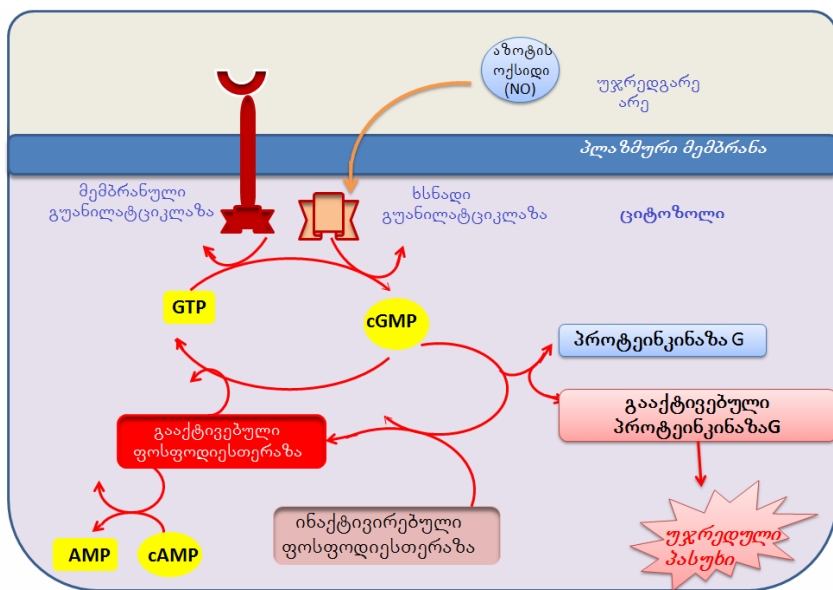 აზოტის
ოქსიდი
(NO)
უჯრედგარე
არე
პლაზმური მემბრანა
მემბრანული
გუანილატციკლაზა
ხსნადი
გუანილატციკლაზა
ციტოზოლი
GTP
cGMP
პროტეინკინაზა G
გააქტივებული
პროტეინკინაზაG
გააქტივებული
ფოსფოდიესთერაზა
ინაქტივირებული
ფოსფოდიესთერაზა
AMP
cAMP
უჯრედული
პასუხი